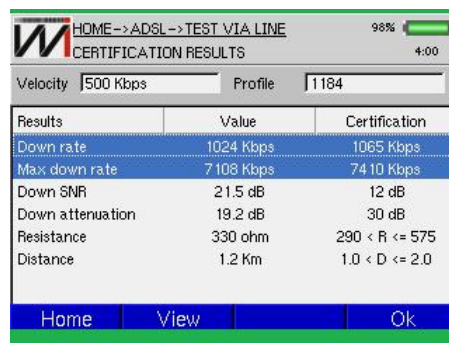 HOME->ADSL->TEST VIA LINE 98%
CERTIFICATION RESULTS 4:00
Velocity 500 Kbps Profile 1184
Results Value Certification
Down rate 1024 Kbps 1065 Kbps
Max down rate 7108 Kbps 7410 Kbps
Down SNR 21.5 dB 12 dB
Down attenuation 19.2 dB 30 dB
Resistance 330 ohm 290 < R <= 575
Distance 1.2 Km 1.0 < D <= 2.0
Home View Ok